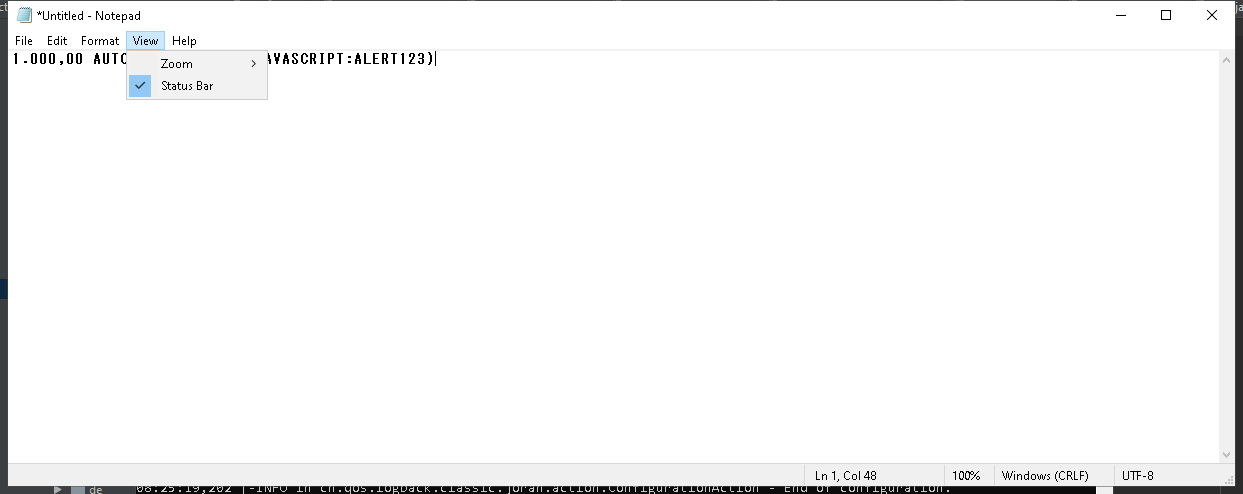 *Untitled - Notepad
File Edit Format View Help
1.000,00 AUTO AVASCRIPT:ALERT123)
Zoom
Status Bar
Ln 1, Col 48 100% Windows (CRLF) UTF-8
de 08:25:19,202 |-INFO in ch.qos.logback.classic.joran.action.ConfigurationAction - End of configuration.